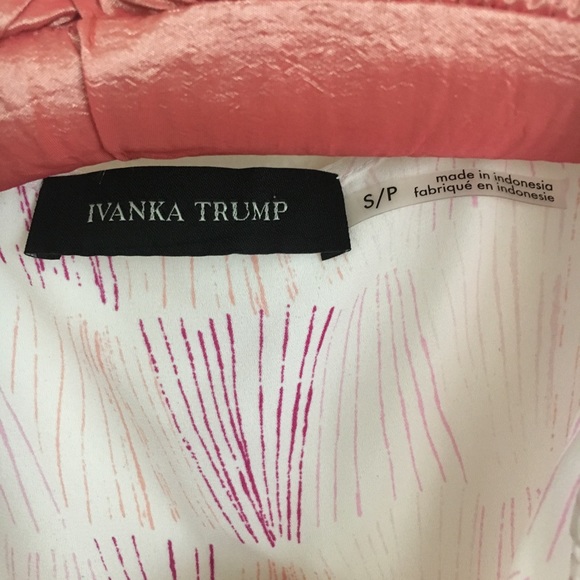 IVANKA TRUMP
S/P
made in indonesia
fabriqué en indonesie